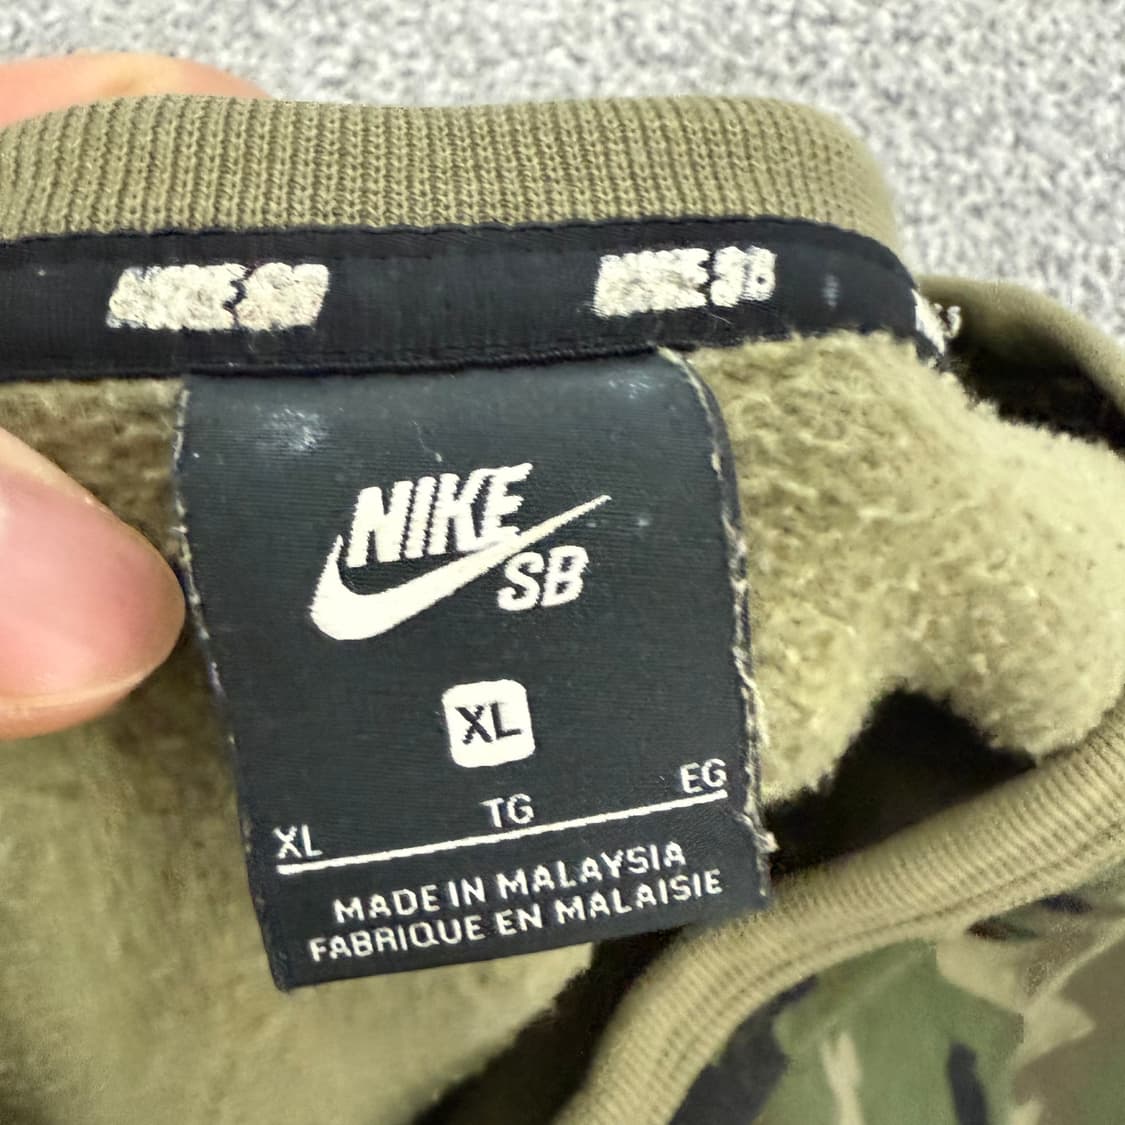 NIKE SB NIKE SB
NIKE
SB
XL
XL TG EG
MADE IN MALAYSIA
FABRIQUE EN MALAISIE